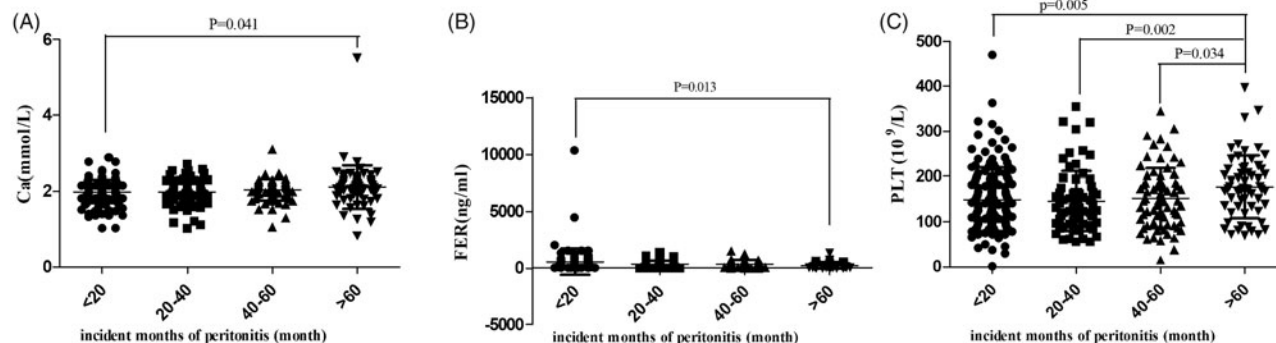 (A)
P=0.041
6
4
2
0
Ca(mmol/L)
<20
20-40
40-60
>60
incident months of peritonitis (month)
(B)
P=0.013
15000
10000
5000
0
-5000
FER(ng/ml)
<20
20-40
40-60
>60
incident months of peritonitis (month)
(C)
p=0.005
P=0.002
P=0.034
500
400
300
200
100
0
PLT (10^9/L)
<20
20-40
40-60
>60
incident months of peritonitis (month)